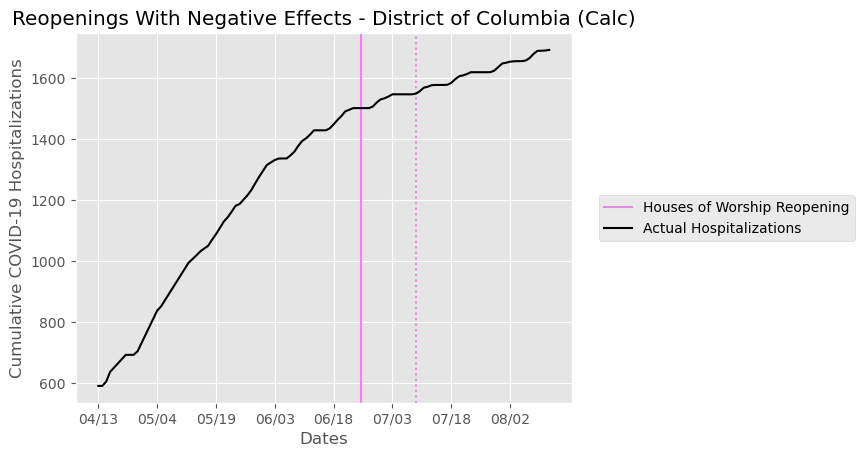 Reopenings With Negative Effects - District of Columbia (Calc)
Cumulative COVID-19 Hospitalizations
1600
1400
1200
1000
800
600
04/13 05/04 05/19 06/03 06/18 07/03 07/18 08/02
Dates
Houses of Worship Reopening
Actual Hospitalizations